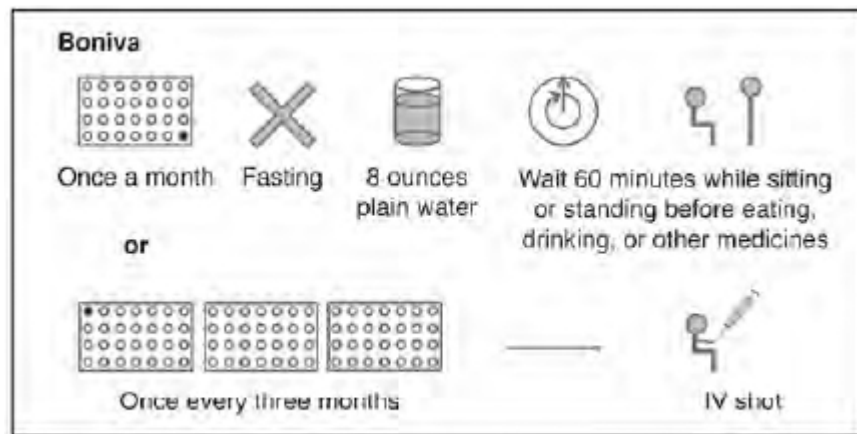 Boniva
Once a month
Fasting
8 ounces
plain water
Wait 60 minutes while sitting
or standing before eating,
drinking, or other medicines
or
Once every three months
IV shot